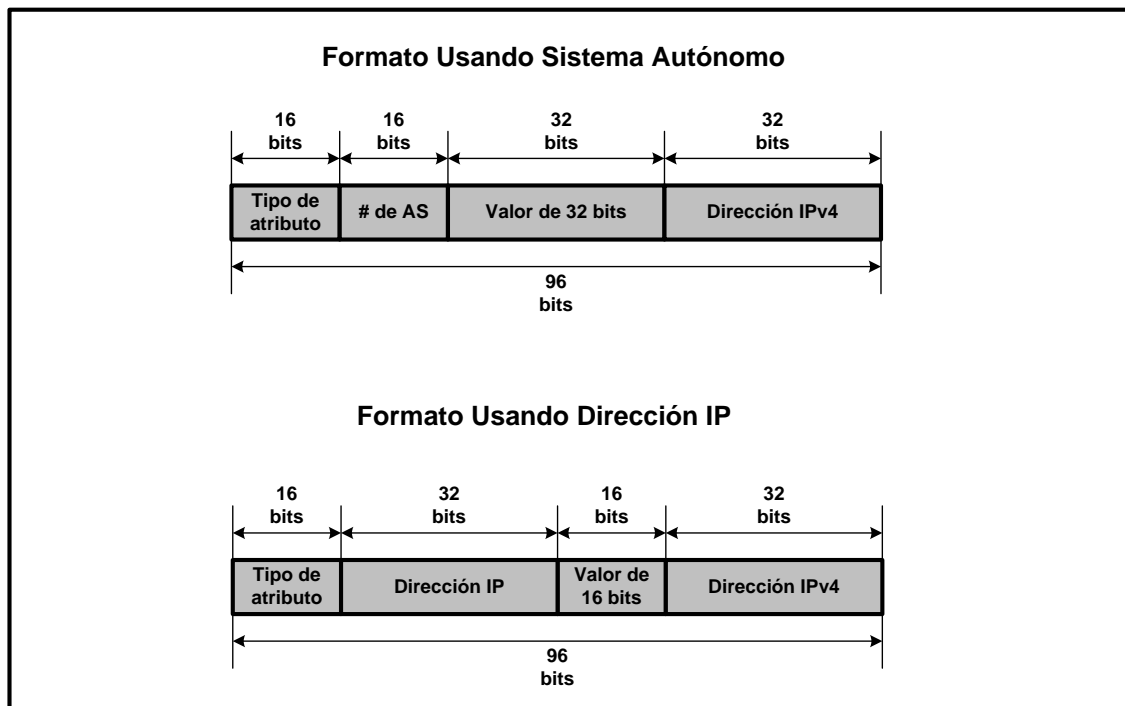 Formato Usando Sistema Autónomo
16
bits
16
bits
32
bits
32
bits
Tipo de
atributo
# de AS
Valor de 32 bits
Dirección IPv4
96
bits
Formato Usando Dirección IP
16
bits
32
bits
16
bits
32
bits
Tipo de
atributo
Dirección IP
Valor de
16 bits
Dirección IPv4
96
bits